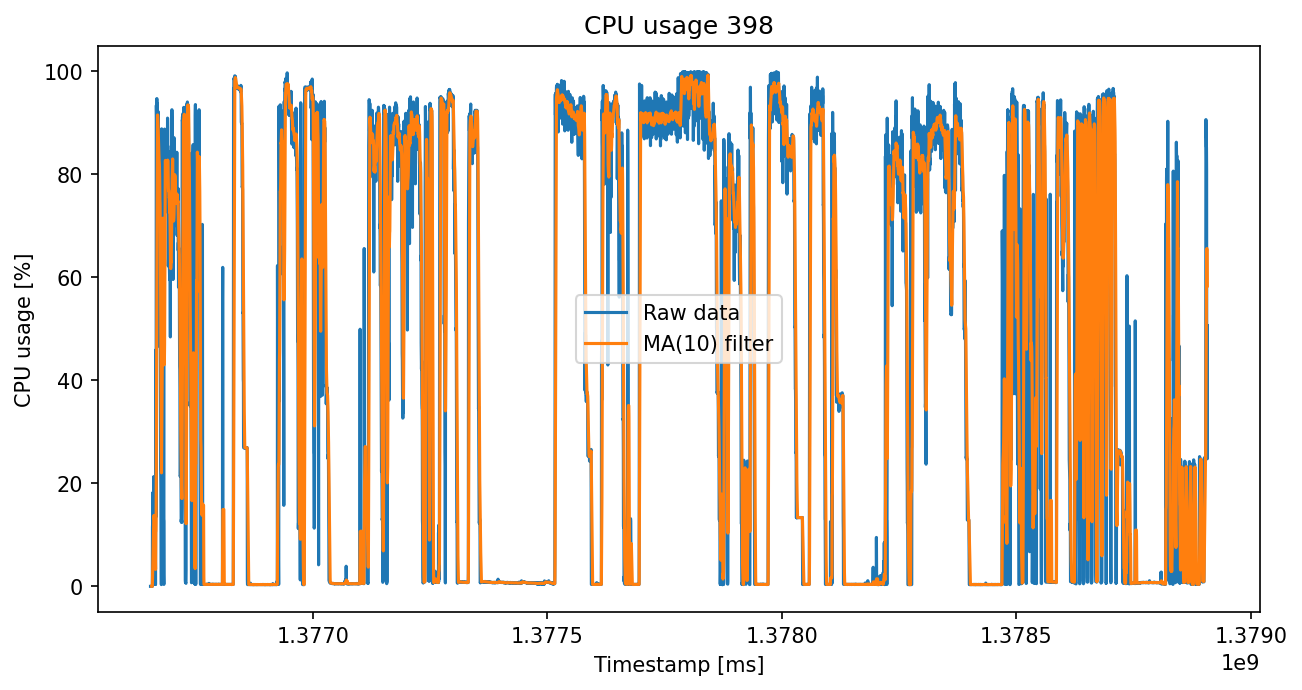 CPU usage 398
CPU usage [%]
100
80
60
40
20
0
Raw data
MA(10) filter
1.3770
1.3775
1.3780
1.3785
1.3790
1e9
Timestamp [ms]